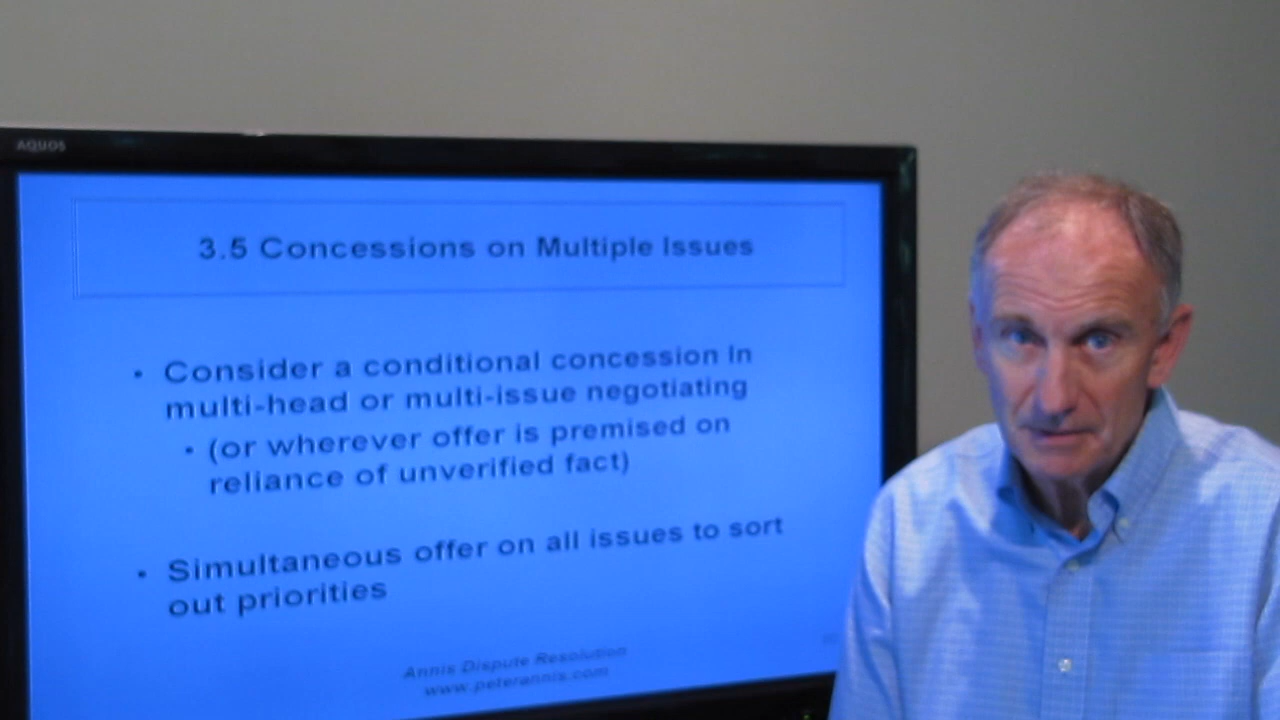 AQUOS
3.5 Concessions on Multiple Issues
• Consider a conditional concession in
multi-head or multi-issue negotiating
• (or wherever offer is premised on
reliance of unverified fact)
• Simultaneous offer on all issues to sort
out priorities
Annis Dispute Resolution
www.peterannis.com